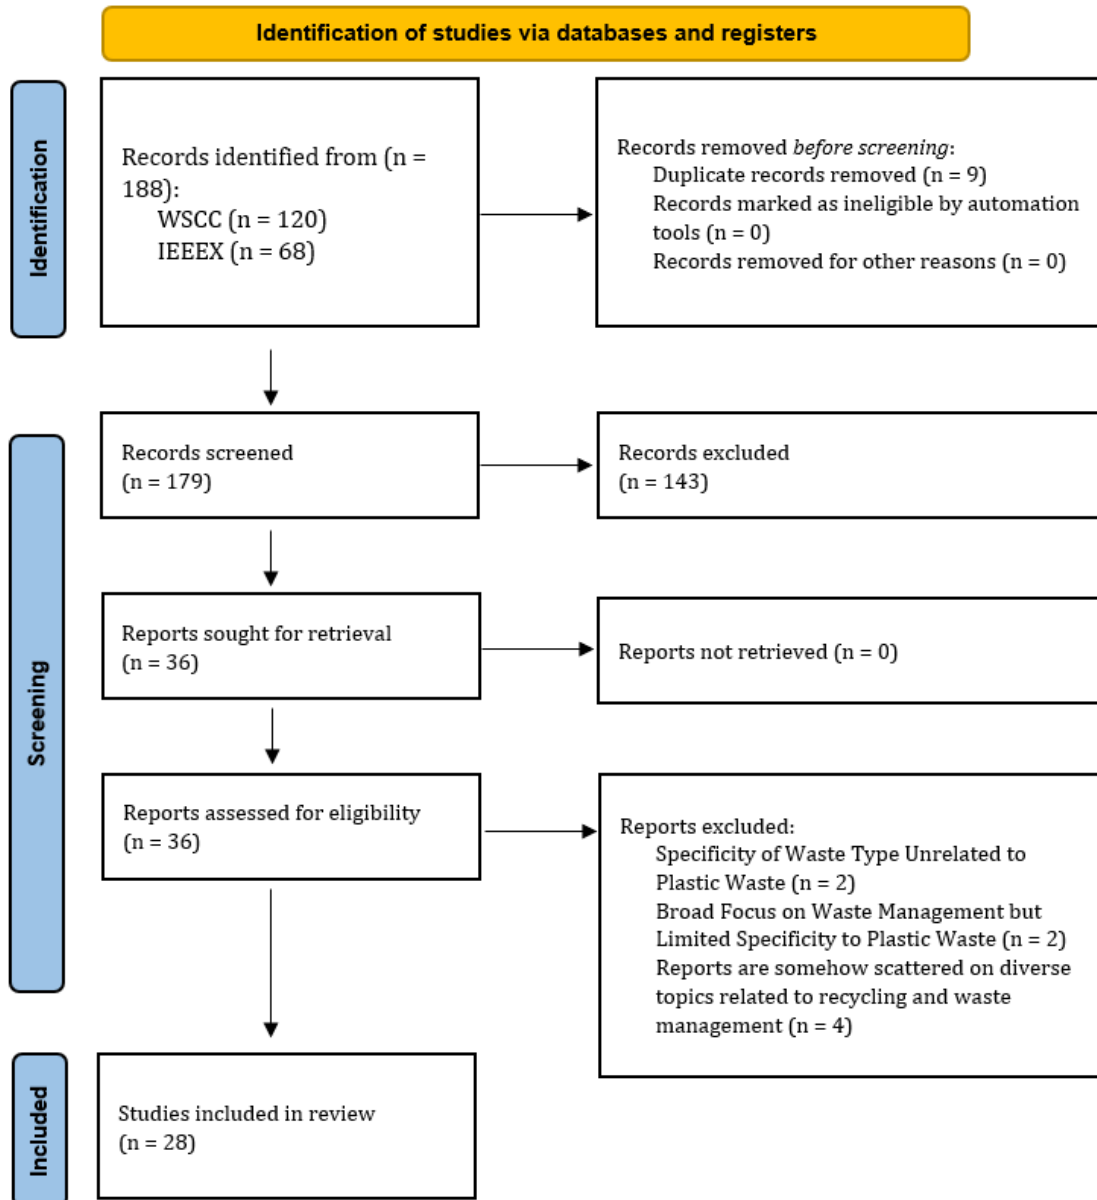 Identification of studies via databases and registers
Identification
Records identified from (n =
188):
WSCC (n = 120)
IEEEX (n = 68)
Records removed before screening:
Duplicate records removed (n = 9)
Records marked as ineligible by automation
tools (n = 0)
Records removed for other reasons (n = 0)
Screening
Records screened
(n = 179)
Records excluded
(n = 143)
Reports sought for retrieval
(n = 36)
Reports not retrieved (n = 0)
Reports assessed for eligibility
(n = 36)
Reports excluded:
Specificity of Waste Type Unrelated to
Plastic Waste (n = 2)
Broad Focus on Waste Management but
Limited Specificity to Plastic Waste (n = 2)
Reports are somehow scattered on diverse
topics related to recycling and waste
management (n = 4)
Included
Studies included in review
(n = 28)